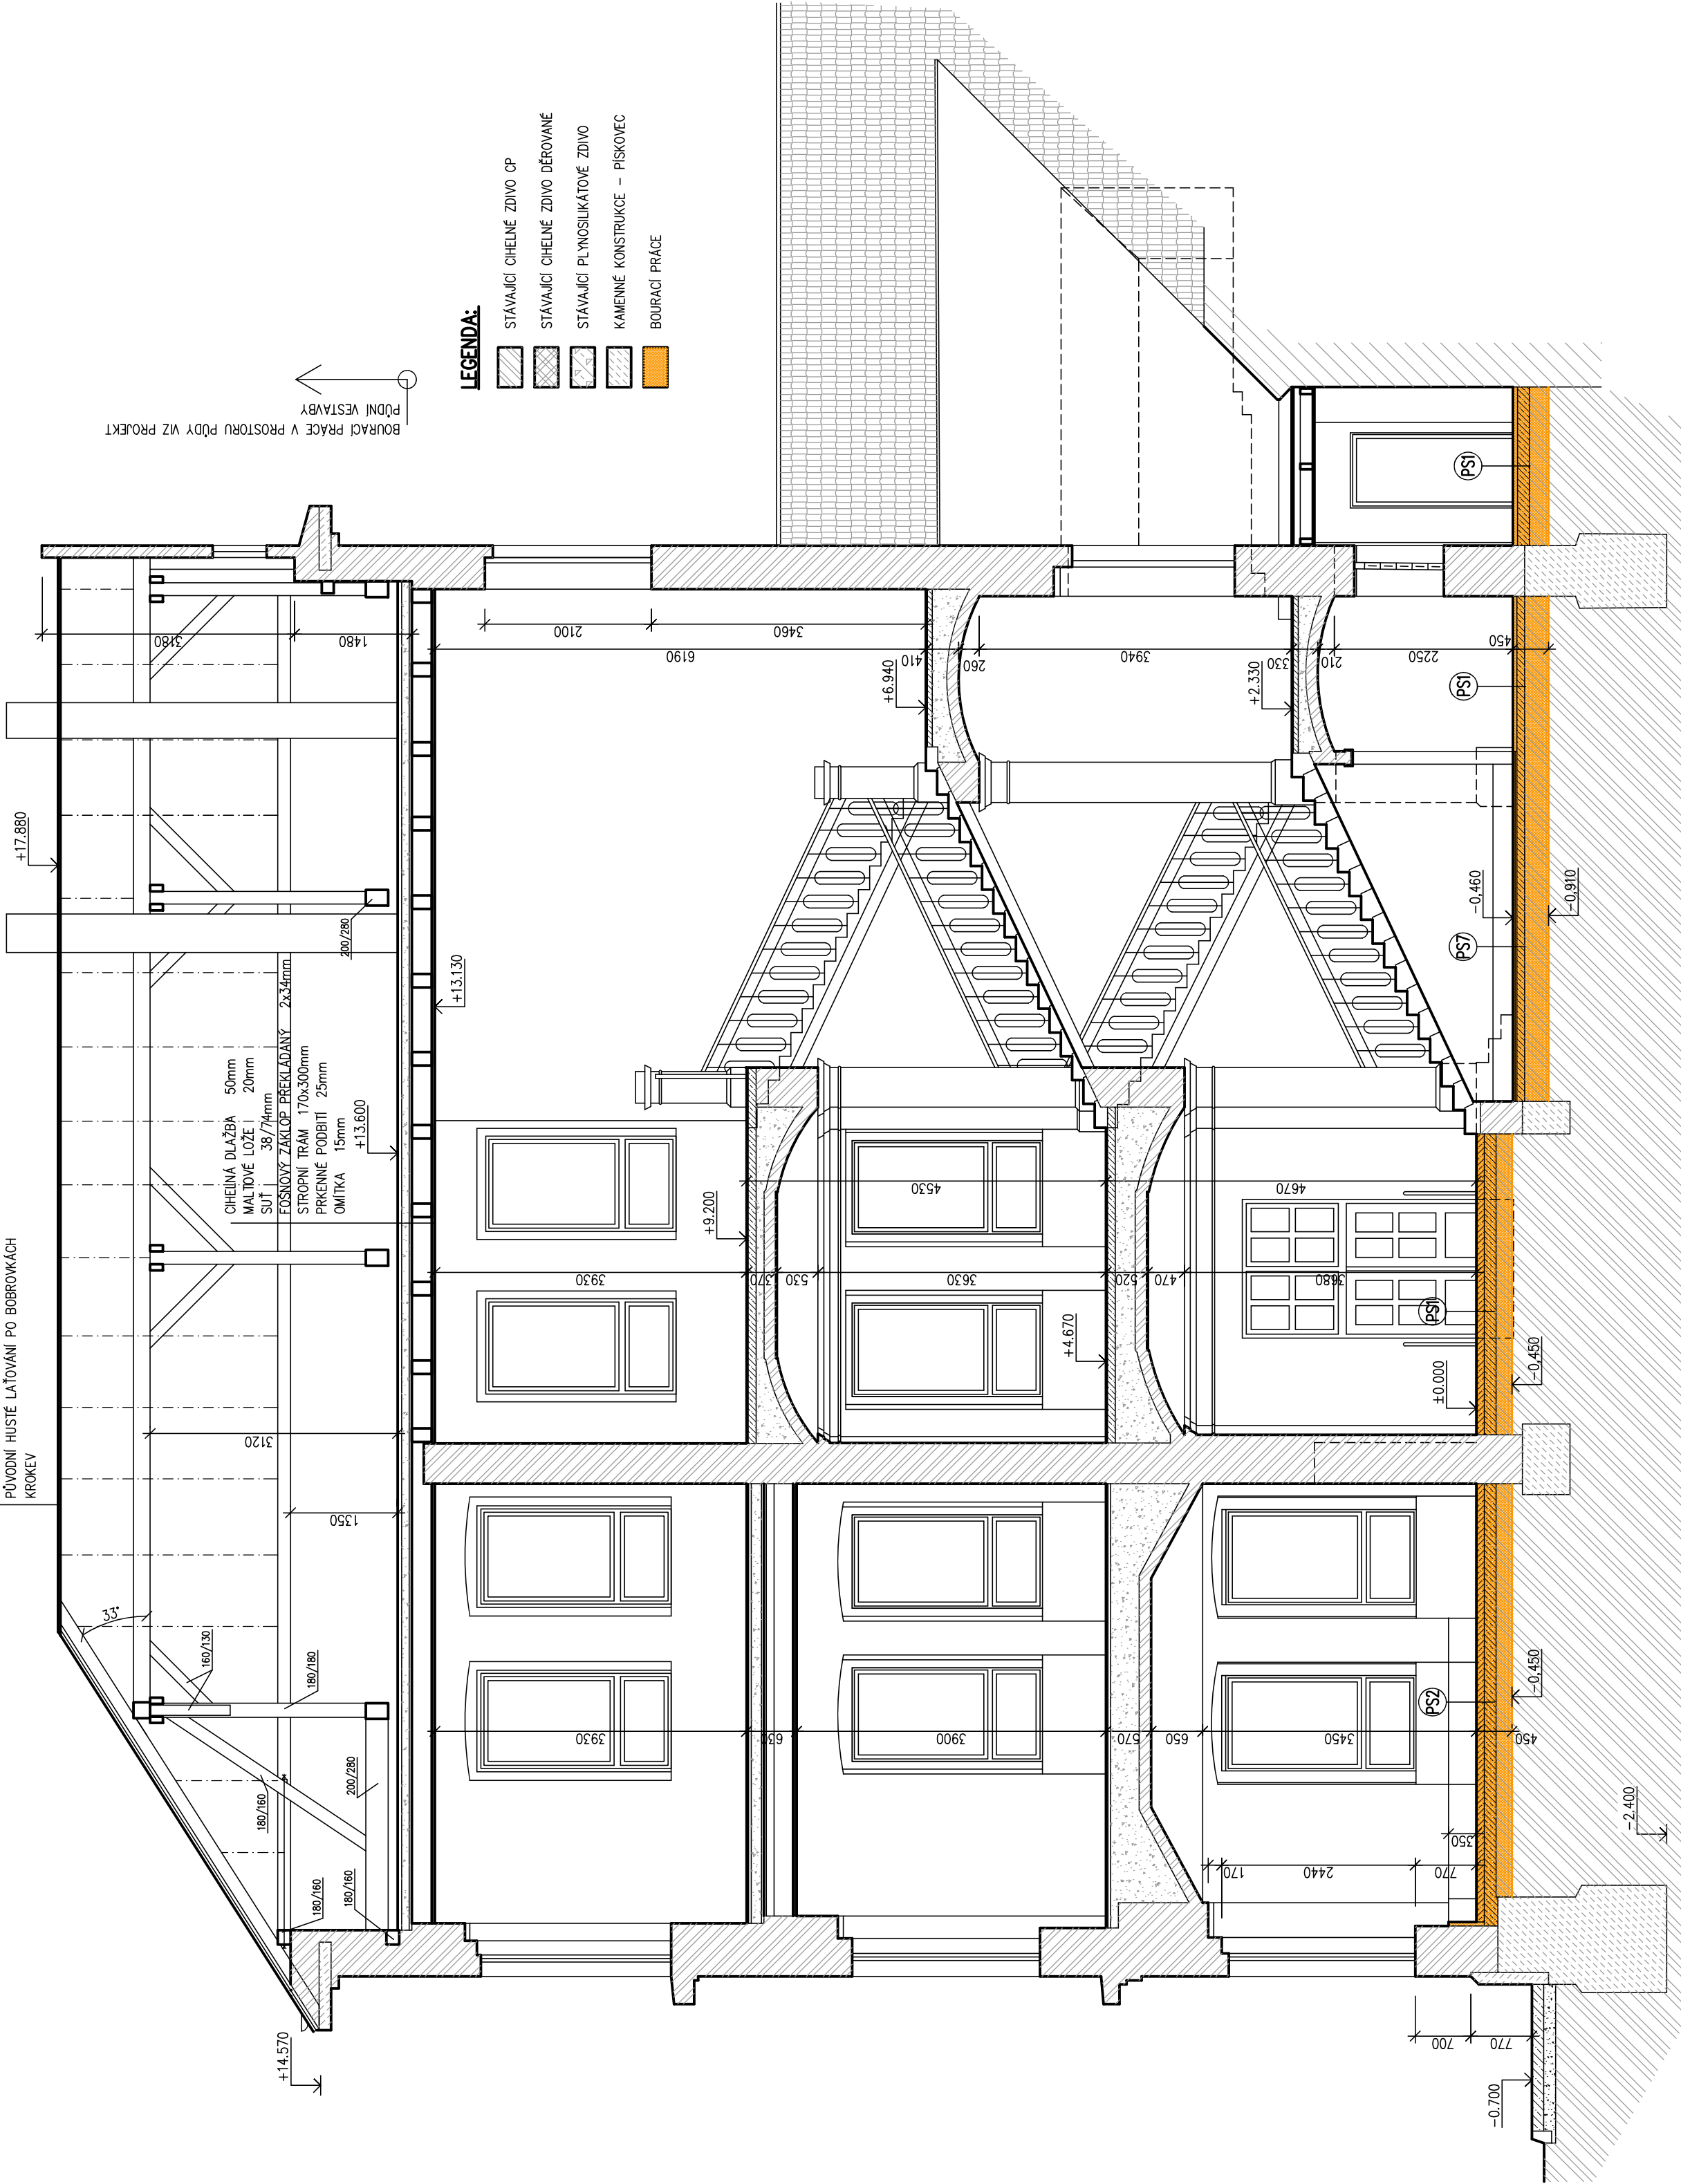 PŮVODNÍ HUSTÉ LAŤOVÁNÍ PO BOBROVKÁCH
KROKEV
+17.880
BOURACÍ PRÁCE V PROSTORU PŮDY VIZ PROJEKT
PŮDNÍ VESTAVBY
LEGENDA:
STÁVAJÍCÍ CIHELNÉ ZDIVO CP
STÁVAJÍCÍ CIHELNÉ ZDIVO DĚROVANÉ
STÁVAJÍCÍ PLYNOSILIKÁTOVÉ ZDIVO
KAMENNÉ KONSTRUKCE – PÍSKOVEC
BOURACÍ PRÁCE
CIHELNÁ DLAŽBA 50mm
MALTOVÉ LOŽE 20mm
SUŤ 38/74mm
FOŠNOVÝ ZÁKLOP PŘEKLÁDANÝ 2x34mm
STROPNÍ TRÁM 170x300mm
PRKENNÉ PODBITÍ 25mm
OMÍTKA 15mm
+13.600
+13.130
33°
160/130
180/180
180/160
200/280
180/160
180/160
200/280
+14.570
3120
1350
3180
1480
2100
3460
6190
410
260
3940
330
210
2250
450
+6.940
+2.330
+9.200
+4.670
±0.000
3930
370
530
3630
520
470
3680
4530
4670
3930
630
3900
570
650
3450
450
350
170
2440
770
700
770
-0.700
-2.400
-0,450
-0,450
-0,460
-0,910
PS1
PS1
PS7
PS1
PS2